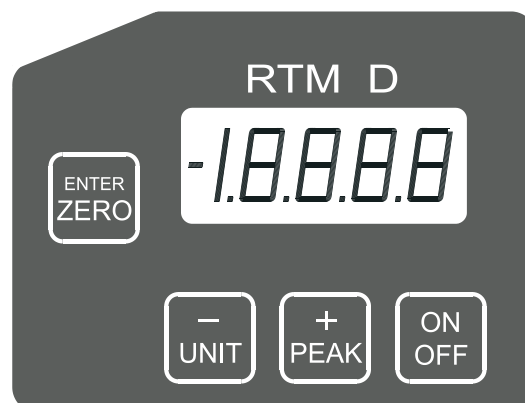 RTM D
-1.8.8.8.8
ENTER
ZERO
−
UNIT
+
PEAK
ON
OFF